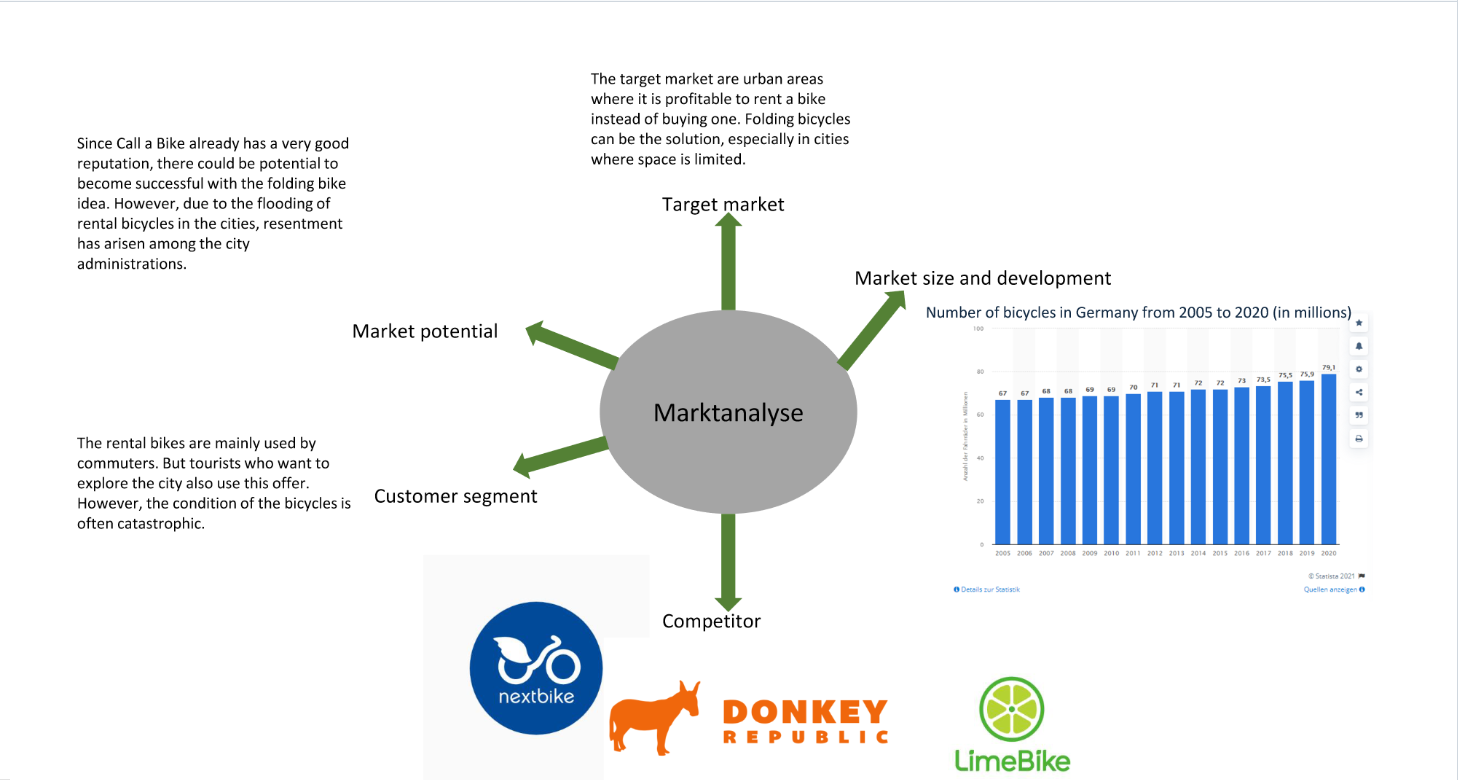 The target market are urban areas
where it is profitable to rent a bike
instead of buying one. Folding bicycles
can be the solution, especially in cities
where space is limited.
Target market
Since Call a Bike already has a very good
reputation, there could be potential to
become successful with the folding bike
idea. However, due to the flooding of
rental bicycles in the cities, resentment
has arisen among the city
administrations.
Market potential
Market size and development
Number of bicycles in Germany from 2005 to 2020 (in millions)
Anzahl der Fahrräder in Millionen
100
80
60
40
20
0
67 67 68 68 69 69 70 71 71 72 72 73 73,5 75,5 75,9 79,1
2005 2006 2007 2008 2009 2010 2011 2012 2013 2014 2015 2016 2017 2018 2019 2020
© Statista 2021
Details zur Statistik
Quellen anzeigen
Marktanalyse
The rental bikes are mainly used by
commuters. But tourists who want to
explore the city also use this offer.
However, the condition of the bicycles is
often catastrophic.
Customer segment
Competitor
nextbike
DONKEY
REPUBLIC
LimeBike